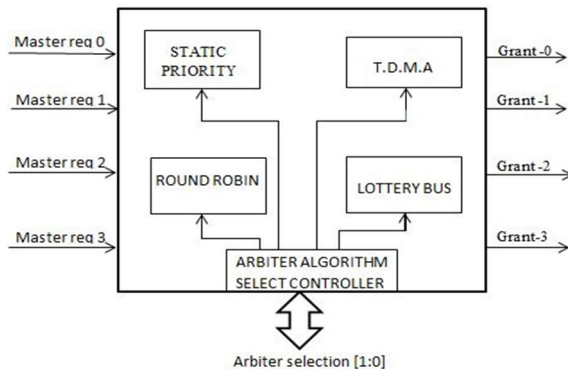 Master req 0
STATIC
PRIORITY
T.D.M.A
Grant-0
Master req 1
Grant-1
Master req 2
ROUND ROBIN
LOTTERY BUS
Grant-2
Master req 3
Grant-3
ARBITER ALGORITHM
SELECT CONTROLLER
Arbiter selection [1:0]